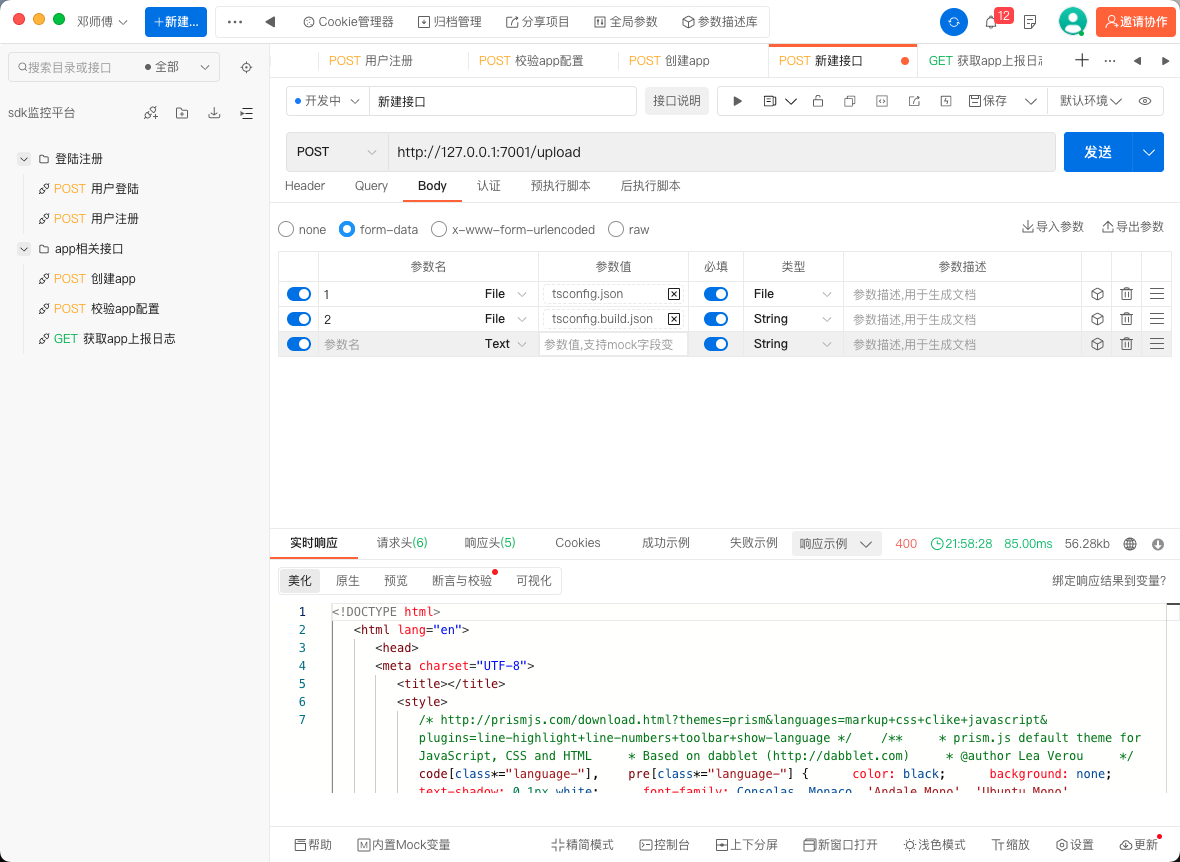 邓师傅
新建...
Cookie管理器
归档管理
分享项目
全局参数
参数描述库
12
邀请协作
搜索目录或接口
全部
POST 用户注册
POST 校验app配置
POST 创建app
POST 新建接口
GET 获取app上报日志
sdk监控平台
开发中
新建接口
接口说明
保存
默认环境
POST
http://127.0.0.1:7001/upload
发送
登陆注册
POST 用户登陆
POST 用户注册
app相关接口
POST 创建app
POST 校验app配置
GET 获取app上报日志
Header
Query
Body
认证
预执行脚本
后执行脚本
none
form-data
x-www-form-urlencoded
raw
导入参数
导出参数
参数名
参数值
必填
类型
参数描述
1
File
tsconfig.json
File
参数描述,用于生成文档
2
File
tsconfig.build.json
String
参数描述,用于生成文档
参数名
Text
参数值,支持mock字段变
String
参数描述,用于生成文档
实时响应
请求头(6)
响应头(5)
Cookies
成功示例
失败示例
响应示例
400
21:58:28
85.00ms
56.28kb
美化
原生
预览
断言与校验
可视化
绑定响应结果到变量?
1 <!DOCTYPE html>
2 <html lang="en">
3 <head>
4 <meta charset="UTF-8">
5 <title></title>
6 <style>
7 /* http://prismjs.com/download.html?themes=prism&languages=markup+css+clike+javascript&
plugins=line-highlight+line-numbers+toolbar+show-language */ /** * prism.js default theme for
JavaScript, CSS and HTML * Based on dabblet (http://dabblet.com) * @author Lea Verou */
code[class*="language-"], pre[class*="language-"] { color: black; background: none;
text-shadow: 0 1px white; font-family: Consolas, Monaco, 'Andale Mono', 'Ubuntu Mono',
帮助
内置Mock变量
精简模式
控制台
上下分屏
新窗口打开
浅色模式
缩放
设置
更新